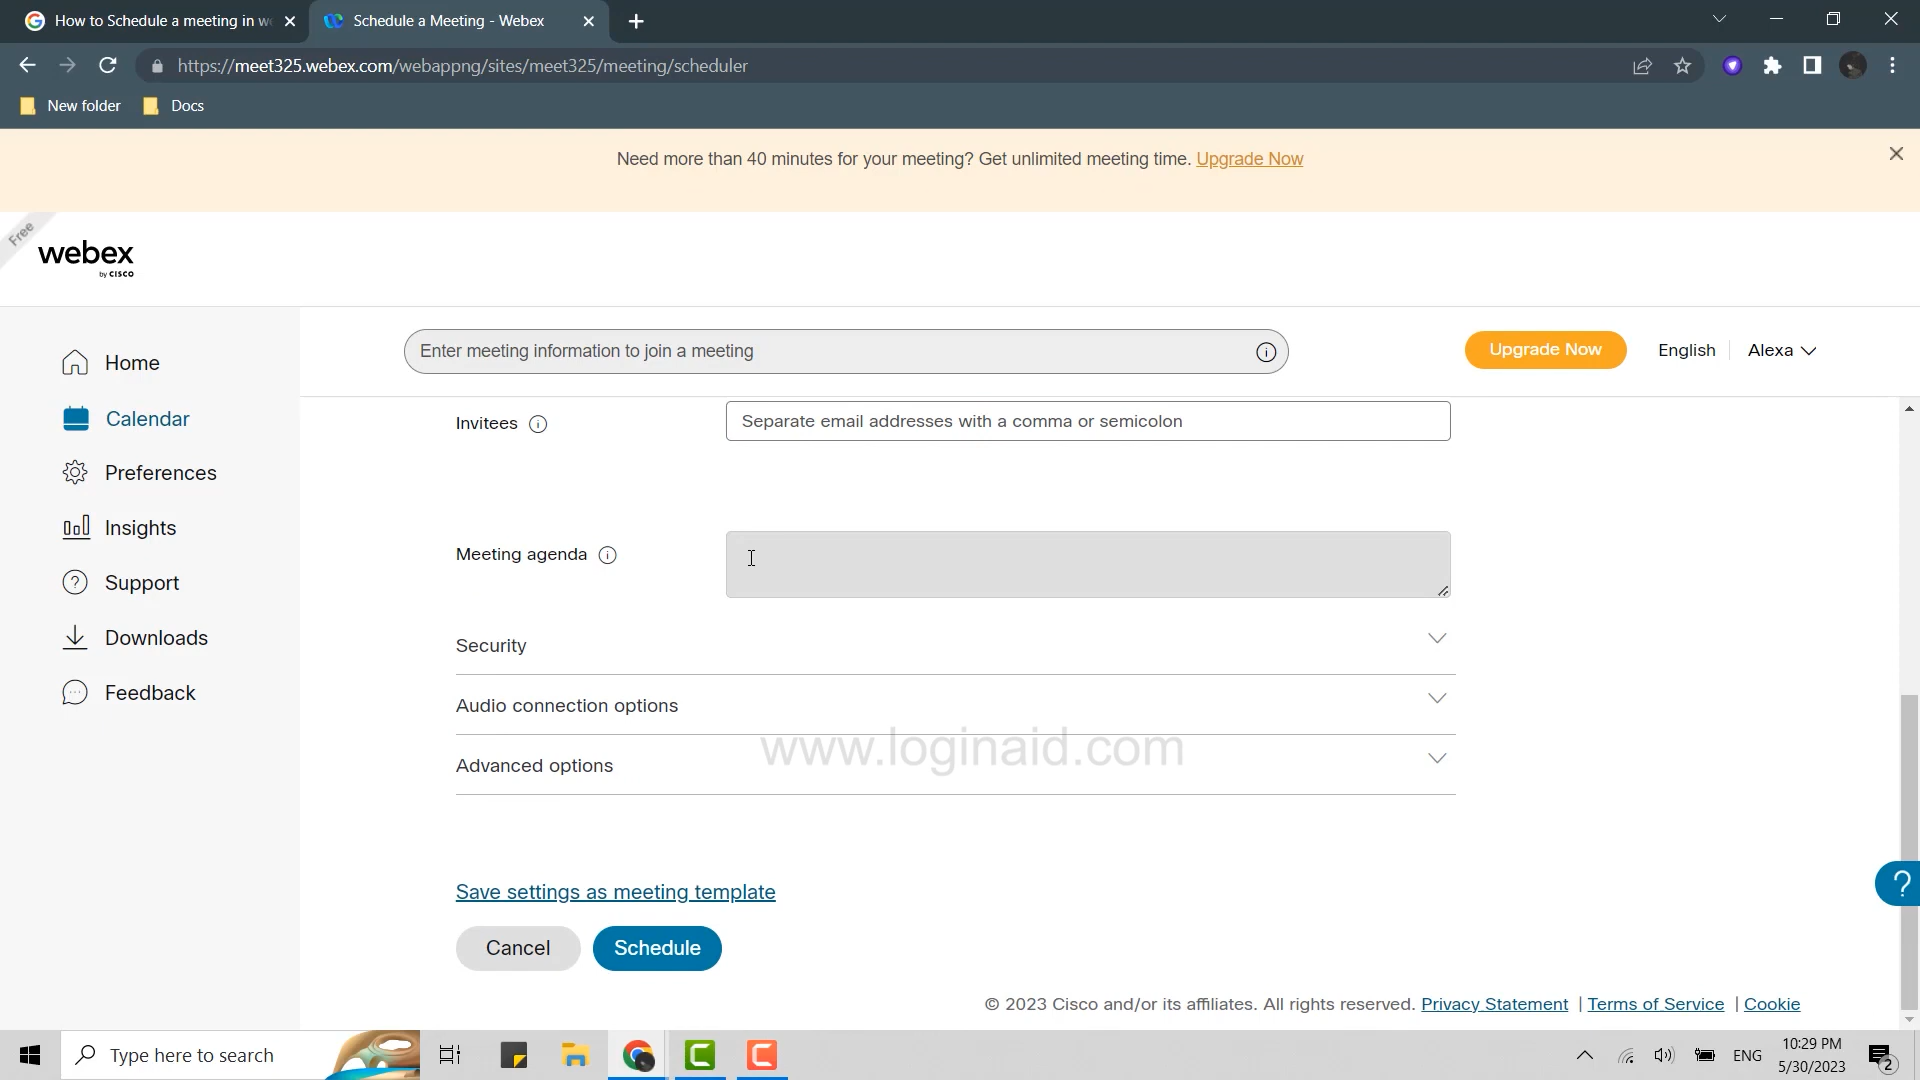 How to Schedule a meeting in we
Schedule a Meeting - Webex
https://meet325.webex.com/webappng/sites/meet325/meeting/scheduler
New folder
Docs
Need more than 40 minutes for your meeting? Get unlimited meeting time. Upgrade Now
Free
webex
by CISCO
Enter meeting information to join a meeting
Upgrade Now
English
Alexa
Home
Calendar
Preferences
Insights
Support
Downloads
Feedback
Invitees
Separate email addresses with a comma or semicolon
Meeting agenda
Security
Audio connection options
Advanced options
www.loginaid.com
Save settings as meeting template
Cancel
Schedule
© 2023 Cisco and/or its affiliates. All rights reserved. Privacy Statement | Terms of Service | Cookie
Type here to search
ENG
10:29 PM
5/30/2023
2